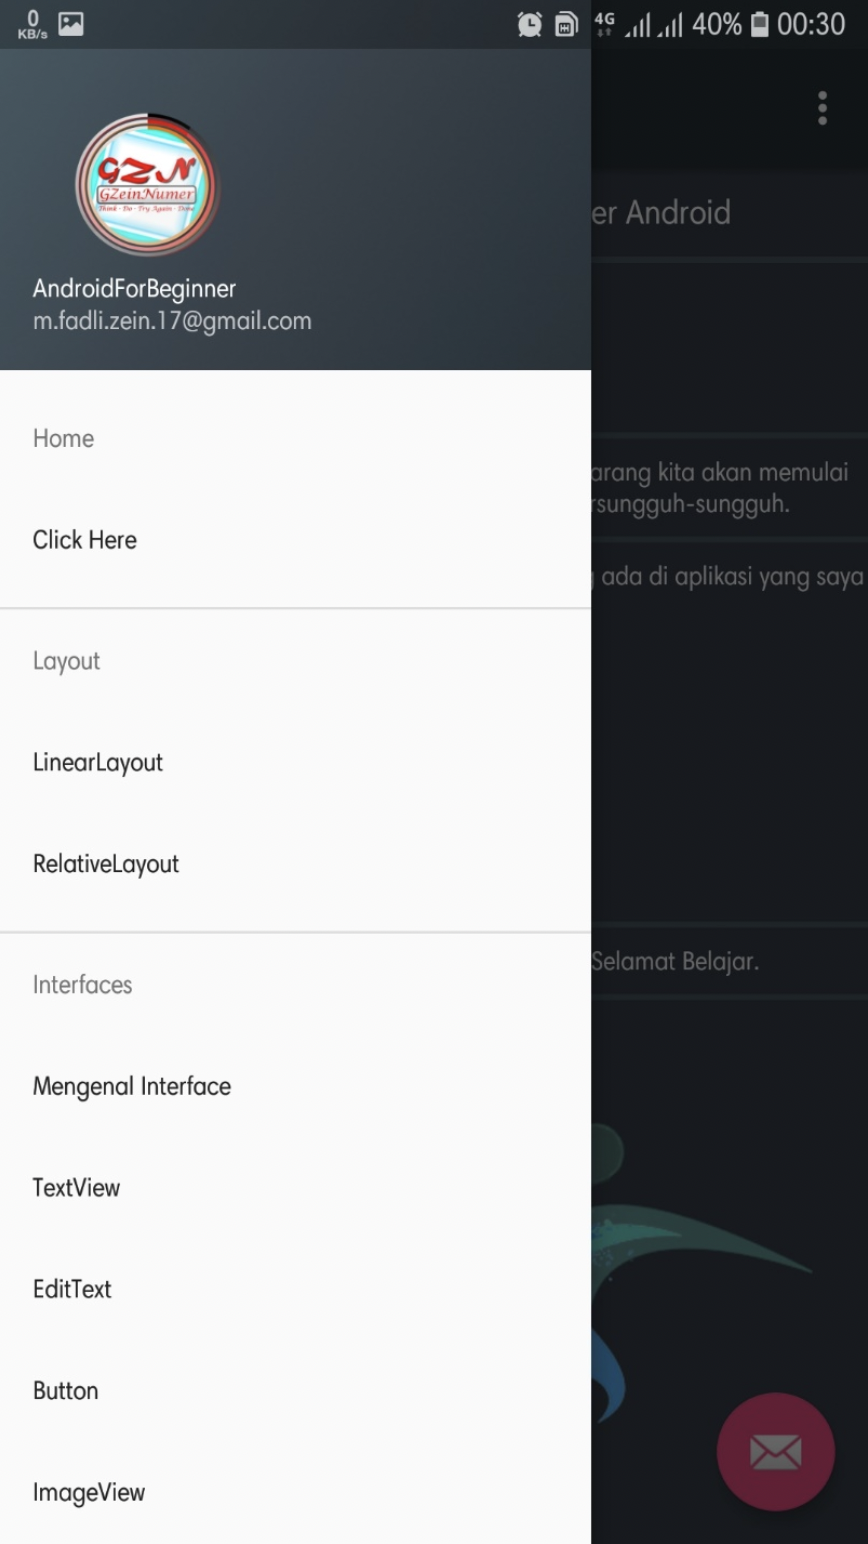 0
KB/s
4G
40%
00:30
GZN
GZeinNumer
Think - Do - Try Again - Done
er Android
AndroidForBeginner
m.fadli.zein.17@gmail.com
Home
arang kita akan memulai
rsungguh-sungguh.
Click Here
ada di aplikasi yang saya
Layout
LinearLayout
RelativeLayout
Selamat Belajar.
Interfaces
Mengenal Interface
TextView
EditText
Button
ImageView